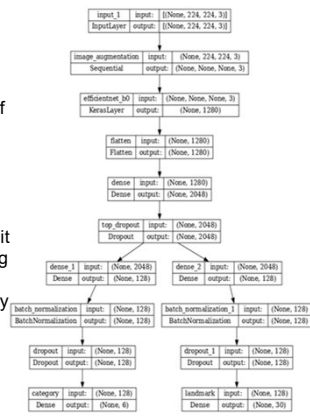 input_1 input: [(None, 224, 224, 3)]
InputLayer output: [(None, 224, 224, 3)]
image_augmentation input: (None, 224, 224, 3)
Sequential output: (None, None, None, 3)
f
efficientnet_b0 input: (None, None, None, 3)
KerasLayer output: (None, 1280)
flatten input: (None, 1280)
Flatten output: (None, 1280)
dense input: (None, 1280)
Dense output: (None, 2048)
it
g
top_dropout input: (None, 2048)
Dropout output: (None, 2048)
dense_1 input: (None, 2048)
Dense output: (None, 128)
dense_2 input: (None, 2048)
Dense output: (None, 128)
y
batch_normalization input: (None, 128)
BatchNormalization output: (None, 128)
batch_normalization_1 input: (None, 128)
BatchNormalization output: (None, 128)
dropout input: (None, 128)
Dropout output: (None, 128)
dropout_1 input: (None, 128)
Dropout output: (None, 128)
category input: (None, 128)
Dense output: (None, 6)
landmark input: (None, 128)
Dense output: (None, 30)